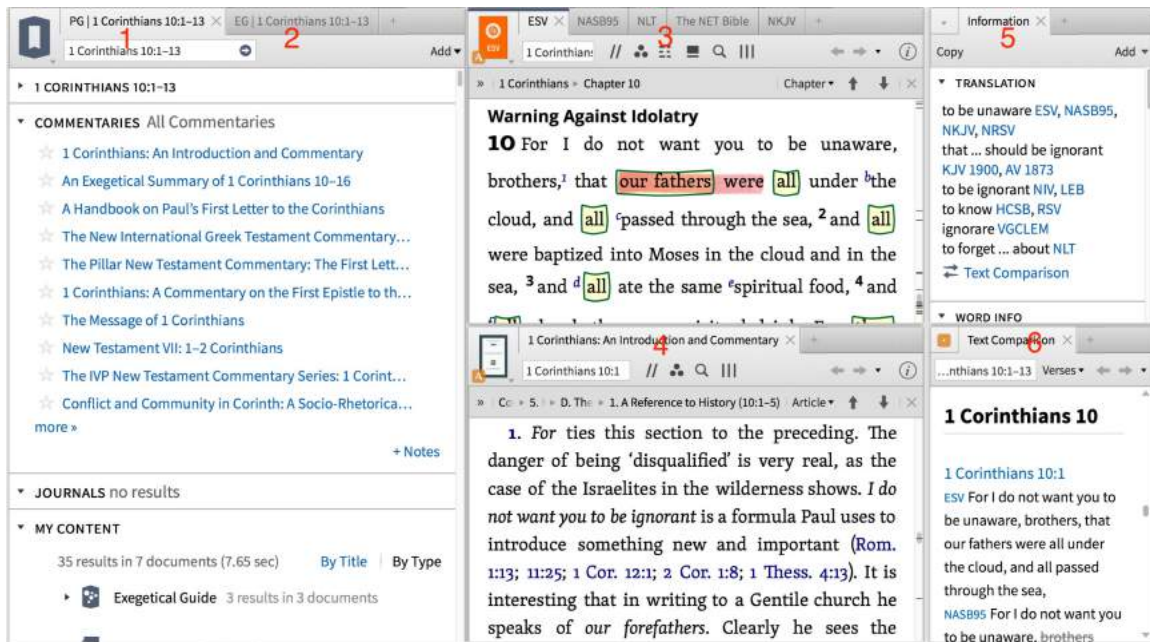 PG | 1 Corinthians 10:1–13
EG | 1 Corinthians 10:1–13
1
2
1 Corinthians 10:1–13
Add
1 CORINTHIANS 10:1–13
COMMENTARIES All Commentaries
1 Corinthians: An Introduction and Commentary
An Exegetical Summary of 1 Corinthians 10–16
A Handbook on Paul's First Letter to the Corinthians
The New International Greek Testament Commentary...
The Pillar New Testament Commentary: The First Lett...
1 Corinthians: A Commentary on the First Epistle to th...
The Message of 1 Corinthians
New Testament VII: 1–2 Corinthians
The IVP New Testament Commentary Series: 1 Corint...
Conflict and Community in Corinth: A Socio-Rhetorica...
more »
+ Notes
JOURNALS no results
MY CONTENT
35 results in 7 documents (7.65 sec) By Title By Type
Exegetical Guide 3 results in 3 documents
ESV NASB95 NLT The NET Bible NKJV
3
ESV
A
1 Corinthian
» 1 Corinthians » Chapter 10 Chapter
Warning Against Idolatry
10 For I do not want you to be unaware,
brothers,¹ that our fathers were all under ᵇthe
cloud, and all ᶜpassed through the sea, ² and all
were baptized into Moses in the cloud and in the
sea, ³ and ᵈ all ate the same ᵉspiritual food, ⁴ and
1 Corinthians: An Introduction and Commentary
4
A
1 Corinthians 10:1
» 5. D. The 1. A Reference to History (10:1–5) Article
1. For ties this section to the preceding. The
danger of being 'disqualified' is very real, as the
case of the Israelites in the wilderness shows. I do
not want you to be ignorant is a formula Paul uses to
introduce something new and important (Rom.
1:13; 11:25; 1 Cor. 12:1; 2 Cor. 1:8; 1 Thess. 4:13). It is
interesting that in writing to a Gentile church he
speaks of our forefathers. Clearly he sees the
Information
5
Copy Add
TRANSLATION
to be unaware ESV, NASB95,
NKJV, NRSV
that ... should be ignorant
KJV 1900, AV 1873
to be ignorant NIV, LEB
to know HCSB, RSV
ignorare VGCLEM
to forget ... about NLT
Text Comparison
WORD INFO
Text Comparison
6
...nthians 10:1–13 Verses
1 Corinthians 10
1 Corinthians 10:1
ESV For I do not want you to
be unaware, brothers, that
our fathers were all under
the cloud, and all passed
through the sea,
NASB95 For I do not want you
to be unaware, brethren